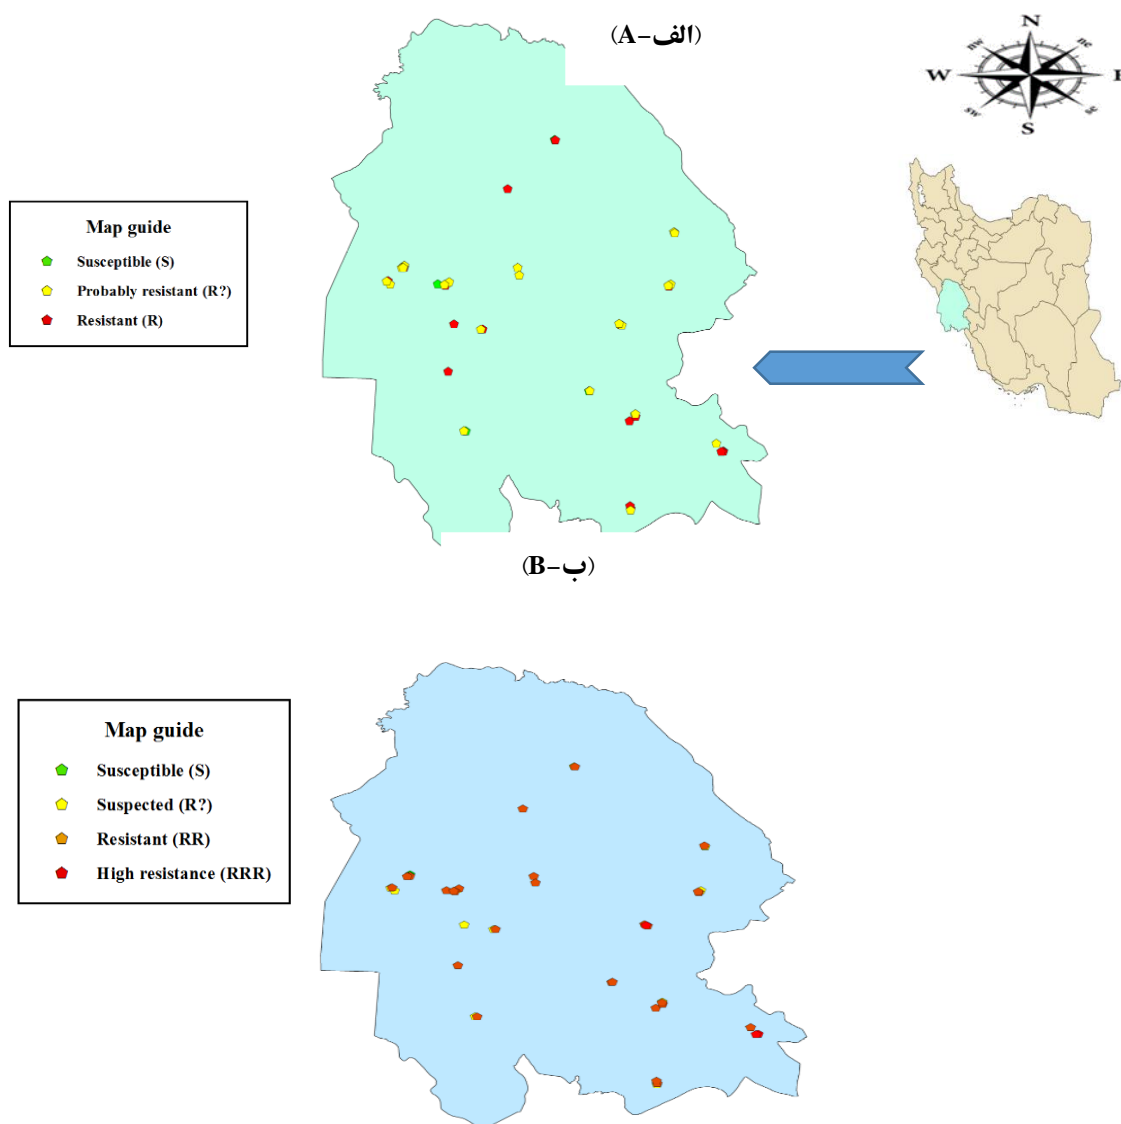 (A-الف)
N
nw
ne
W
E
sw
se
S
Map guide
Susceptible (S)
Probably resistant (R?)
Resistant (R)
(B-ب)
Map guide
Susceptible (S)
Suspected (R?)
Resistant (RR)
High resistance (RRR)